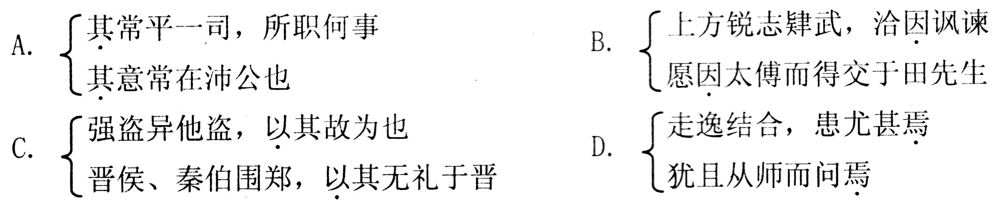 A.
其常平一司，所职何事
其意常在沛公也
B.
上方锐志肄武，洽因讽谏
愿因太傅而得交于田先生
C.
强盗异他盗，以其故为也
晋侯、秦伯围郑，以其无礼于晋
D.
走逸结合，患尤甚焉
犹且从师而问焉